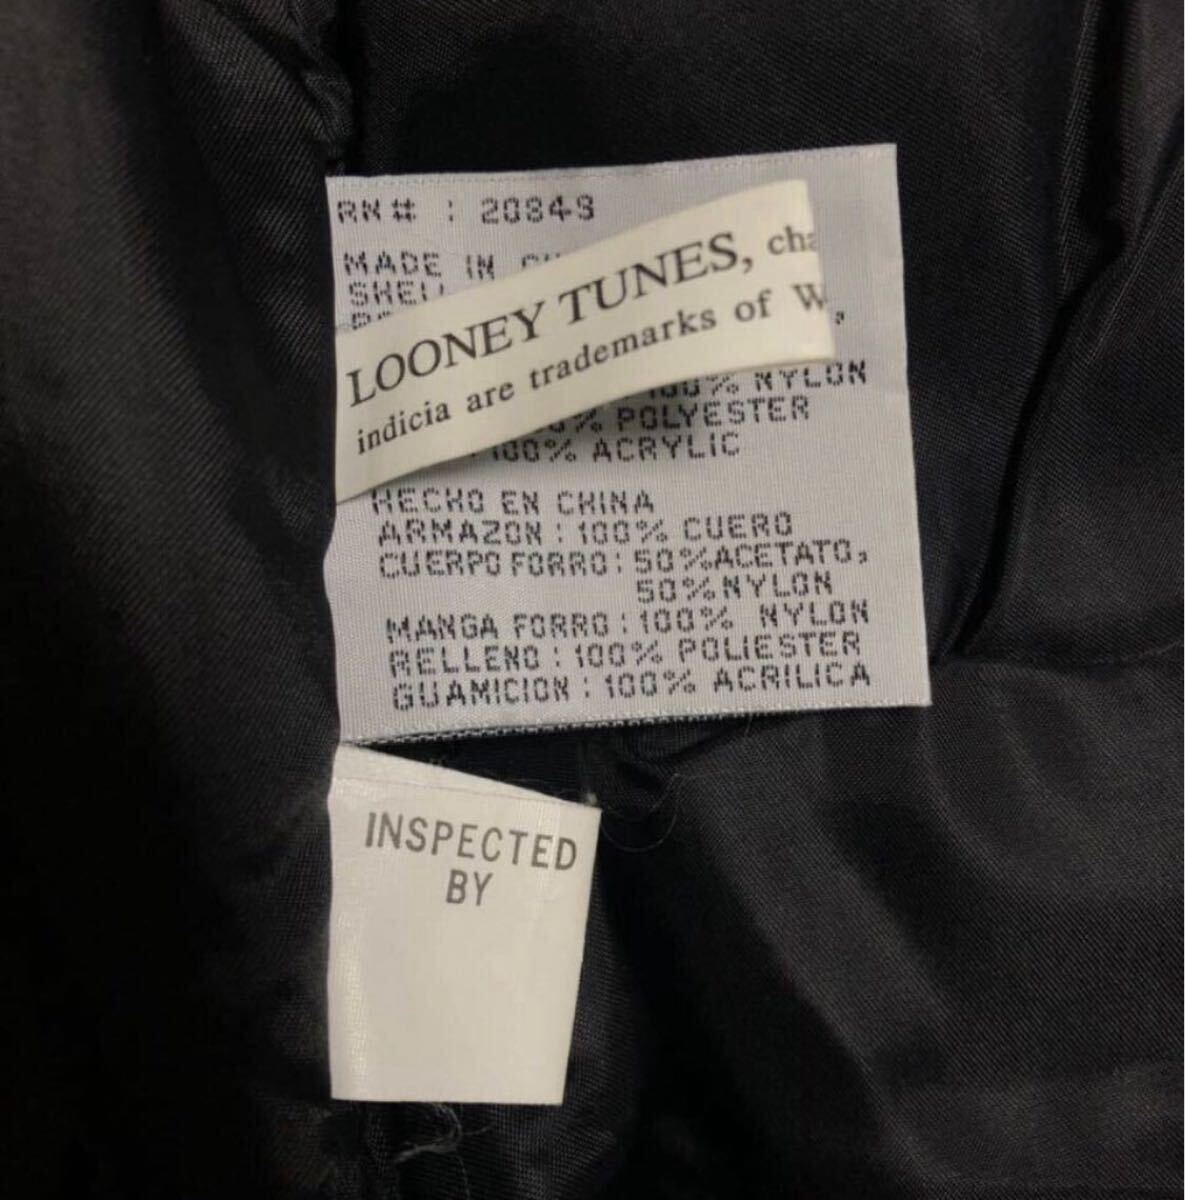 RN# : 20849
MADE IN
SHELL
LOONEY TUNES,
indicia are trademarks of
100% NYLON
POLYESTER
100% ACRYLIC
HECHO EN CHINA
ARMAZON : 100% CUERO
CUERPO FORRO : 50%ACETATO,
50%NYLON
MANGA FORRO : 100% NYLON
RELLENO : 100% POLIESTER
GUAMICION : 100% ACRILICA
INSPECTED
BY